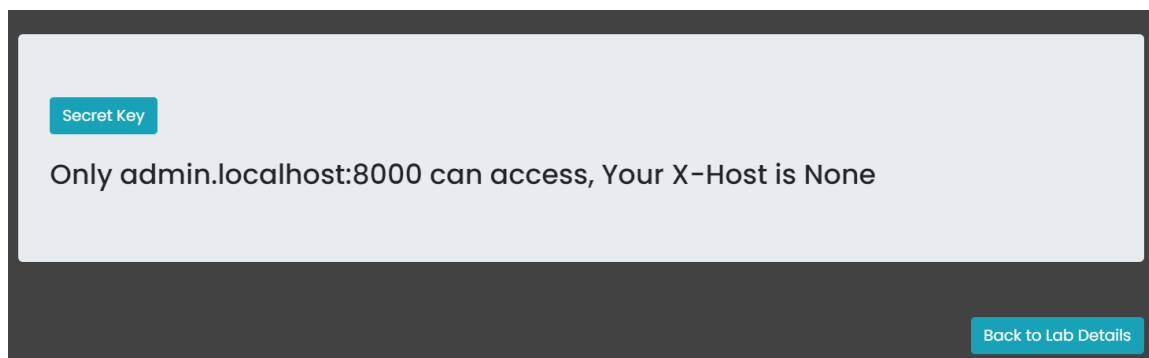 Secret Key
Only admin.localhost:8000 can access, Your X-Host is None
Back to Lab Details